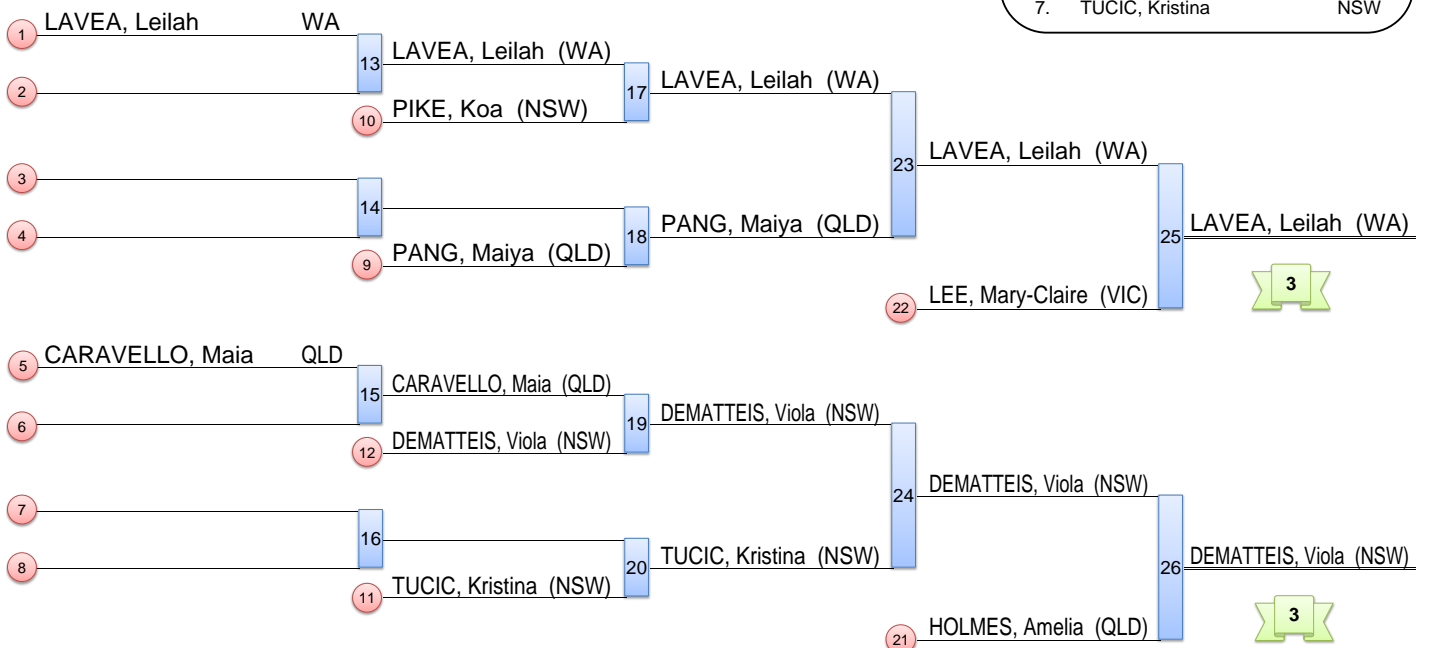 7. TUCIC, Kristina NSW
1 LAVEA, Leilah WA
13 LAVEA, Leilah (WA)
2
17 LAVEA, Leilah (WA)
10 PIKE, Koa (NSW)
23 LAVEA, Leilah (WA)
3
14
4
18 PANG, Maiya (QLD)
9 PANG, Maiya (QLD)
25 LAVEA, Leilah (WA)
3
22 LEE, Mary-Claire (VIC)
5 CARAVELLO, Maia QLD
15 CARAVELLO, Maia (QLD)
6
19 DEMATTEIS, Viola (NSW)
12 DEMATTEIS, Viola (NSW)
24 DEMATTEIS, Viola (NSW)
7
16
8
20 TUCIC, Kristina (NSW)
11 TUCIC, Kristina (NSW)
26 DEMATTEIS, Viola (NSW)
3
21 HOLMES, Amelia (QLD)